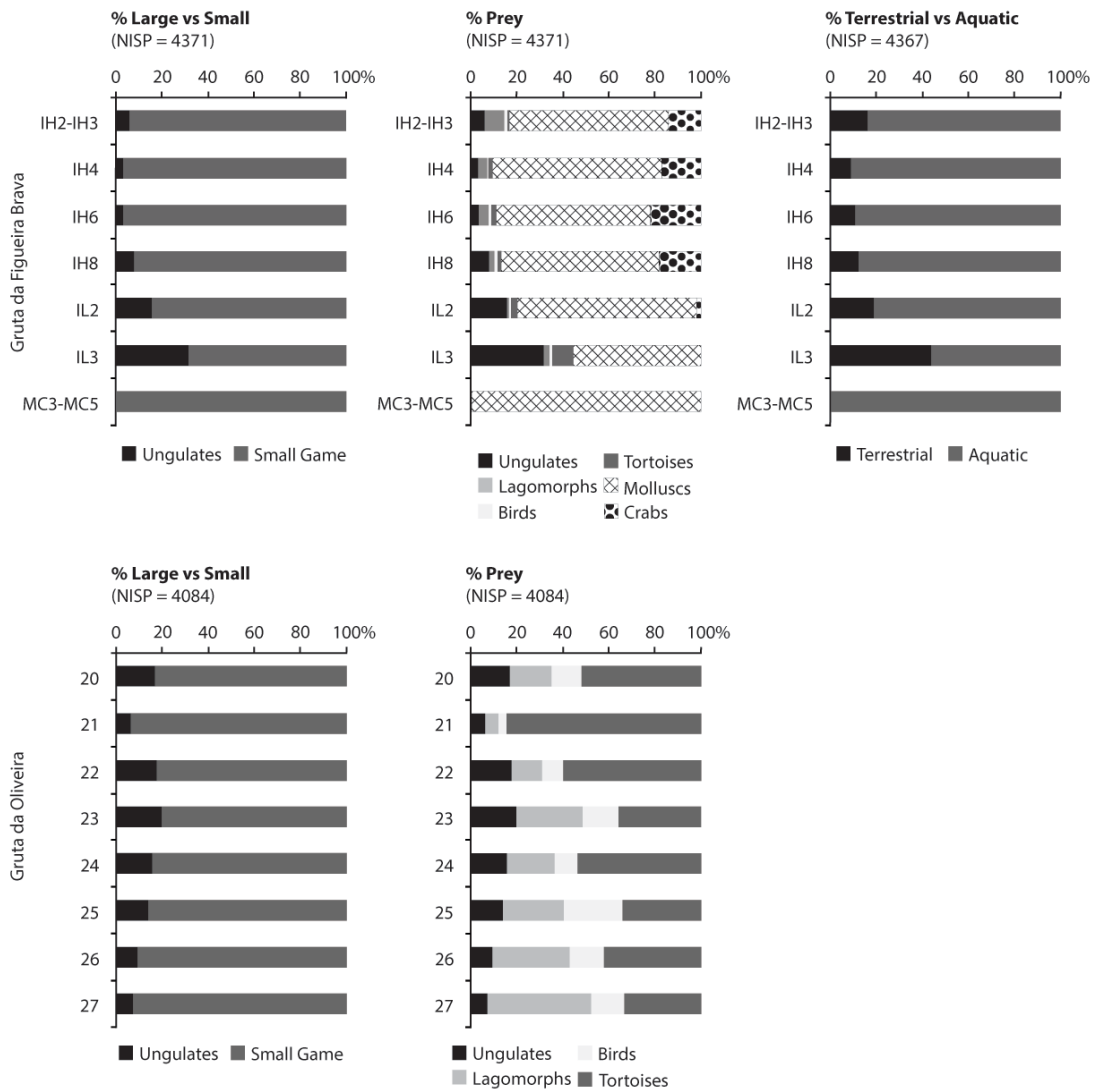 % Large vs Small
(NISP = 4371)
0 20 40 60 80 100%
IH2-IH3
IH4
IH6
IH8
IL2
IL3
MC3-MC5
Gruta da Figueira Brava
Ungulates Small Game
% Prey
(NISP = 4371)
0 20 40 60 80 100%
IH2-IH3
IH4
IH6
IH8
IL2
IL3
MC3-MC5
Ungulates Tortoises
Lagomorphs Molluscs
Birds Crabs
% Terrestrial vs Aquatic
(NISP = 4367)
0 20 40 60 80 100%
IH2-IH3
IH4
IH6
IH8
IL2
IL3
MC3-MC5
Terrestrial Aquatic
% Large vs Small
(NISP = 4084)
0 20 40 60 80 100%
20
21
22
23
24
25
26
27
Gruta da Oliveira
Ungulates Small Game
% Prey
(NISP = 4084)
0 20 40 60 80 100%
20
21
22
23
24
25
26
27
Ungulates Birds
Lagomorphs Tortoises